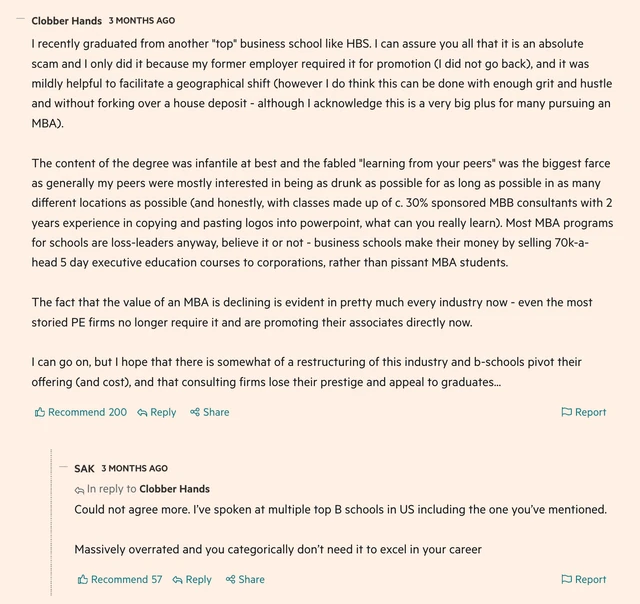 Clobber Hands 3 MONTHS AGO
I recently graduated from another "top" business school like HBS. I can assure you all that it is an absolute
scam and I only did it because my former employer required it for promotion (I did not go back), and it was
mildly helpful to facilitate a geographical shift (however I do think this can be done with enough grit and hustle
and without forking over a house deposit - although I acknowledge this is a very big plus for many pursuing an
MBA).
The content of the degree was infantile at best and the fabled "learning from your peers" was the biggest farce
as generally my peers were mostly interested in being as drunk as possible for as long as possible in as many
different locations as possible (and honestly, with classes made up of c. 30% sponsored MBB consultants with 2
years experience in copying and pasting logos into powerpoint, what can you really learn). Most MBA programs
for schools are loss-leaders anyway, believe it or not - business schools make their money by selling 70k-a-
head 5 day executive education courses to corporations, rather than pissant MBA students.
The fact that the value of an MBA is declining is evident in pretty much every industry now - even the most
storied PE firms no longer require it and are promoting their associates directly now.
I can go on, but I hope that there is somewhat of a restructuring of this industry and b-schools pivot their
offering (and cost), and that consulting firms lose their prestige and appeal to graduates...
Recommend 200 Reply Share Report
SAK 3 MONTHS AGO
In reply to Clobber Hands
Could not agree more. I've spoken at multiple top B schools in US including the one you've mentioned.
Massively overrated and you categorically don't need it to excel in your career
Recommend 57 Reply Share Report